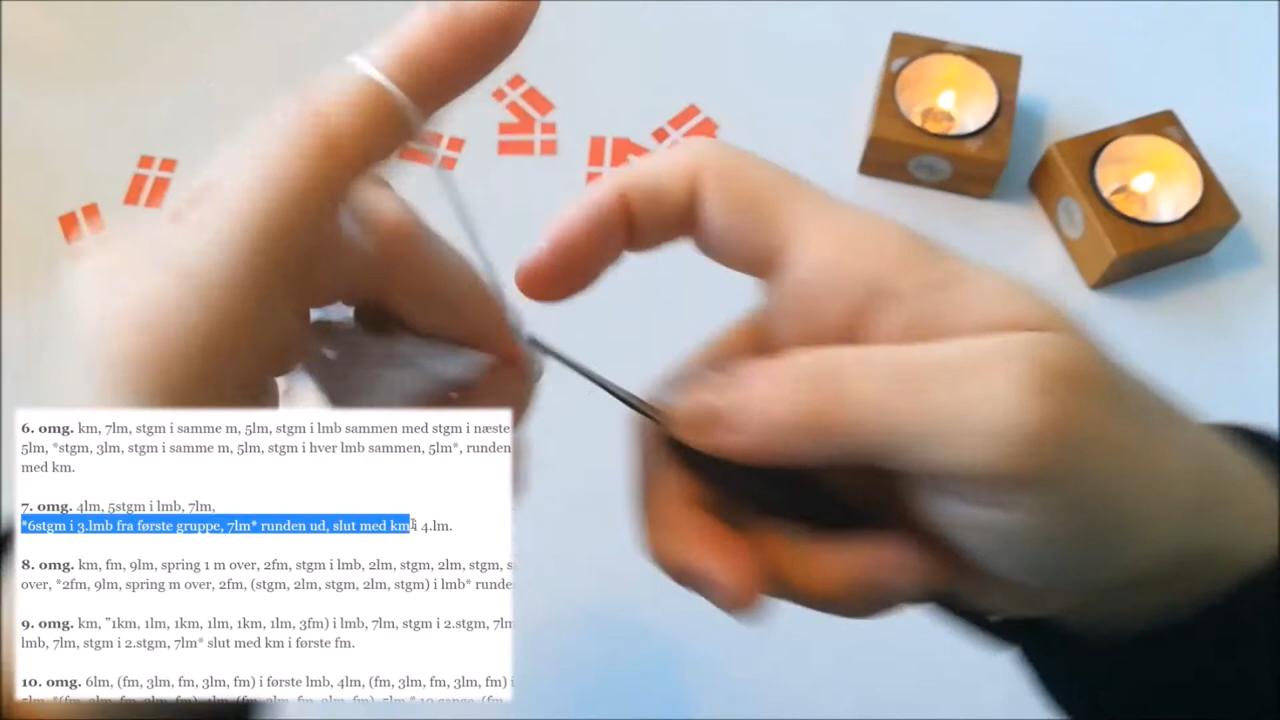 6. omg. km, 7lm, stgm i samme m, 5lm, stgm i lmb sammen med stgm i næste
5lm, *stgm, 3lm, stgm i samme m, 5lm, stgm i hver lmb sammen, 5lm*, runden
med km.
7. omg. 4lm, 5stgm i lmb, 7lm,
*6stgm i 3.lmb fra første gruppe, 7lm* runden ud, slut med km i 4.lm.
8. omg. km, fm, 9lm, spring 1 m over, 2fm, stgm i lmb, 2lm, stgm, 2lm, stgm, s
over, *2fm, 9lm, spring m over, 2fm, (stgm, 2lm, stgm, 2lm, stgm) i lmb* runde
9. omg. km, "1km, 1lm, 1km, 1lm, 1km, 1lm, 3fm) i lmb, 7lm, stgm i 2.stgm, 7lm
lmb, 7lm, stgm i 2.stgm, 7lm* slut med km i første fm.
10. omg. 6lm, (fm, 3lm, fm, 3lm, fm) i første lmb, 4lm, (fm, 3lm, fm, 3lm, fm) i